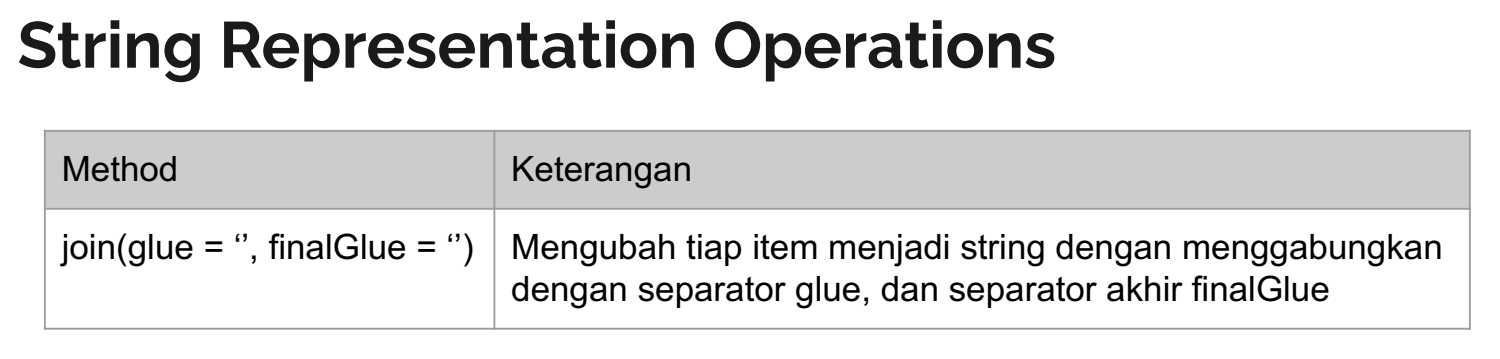 String Representation Operations
Method
Keterangan
join(glue = ‘’, finalGlue = ‘’)
Mengubah tiap item menjadi string dengan menggabungkan
dengan separator glue, dan separator akhir finalGlue